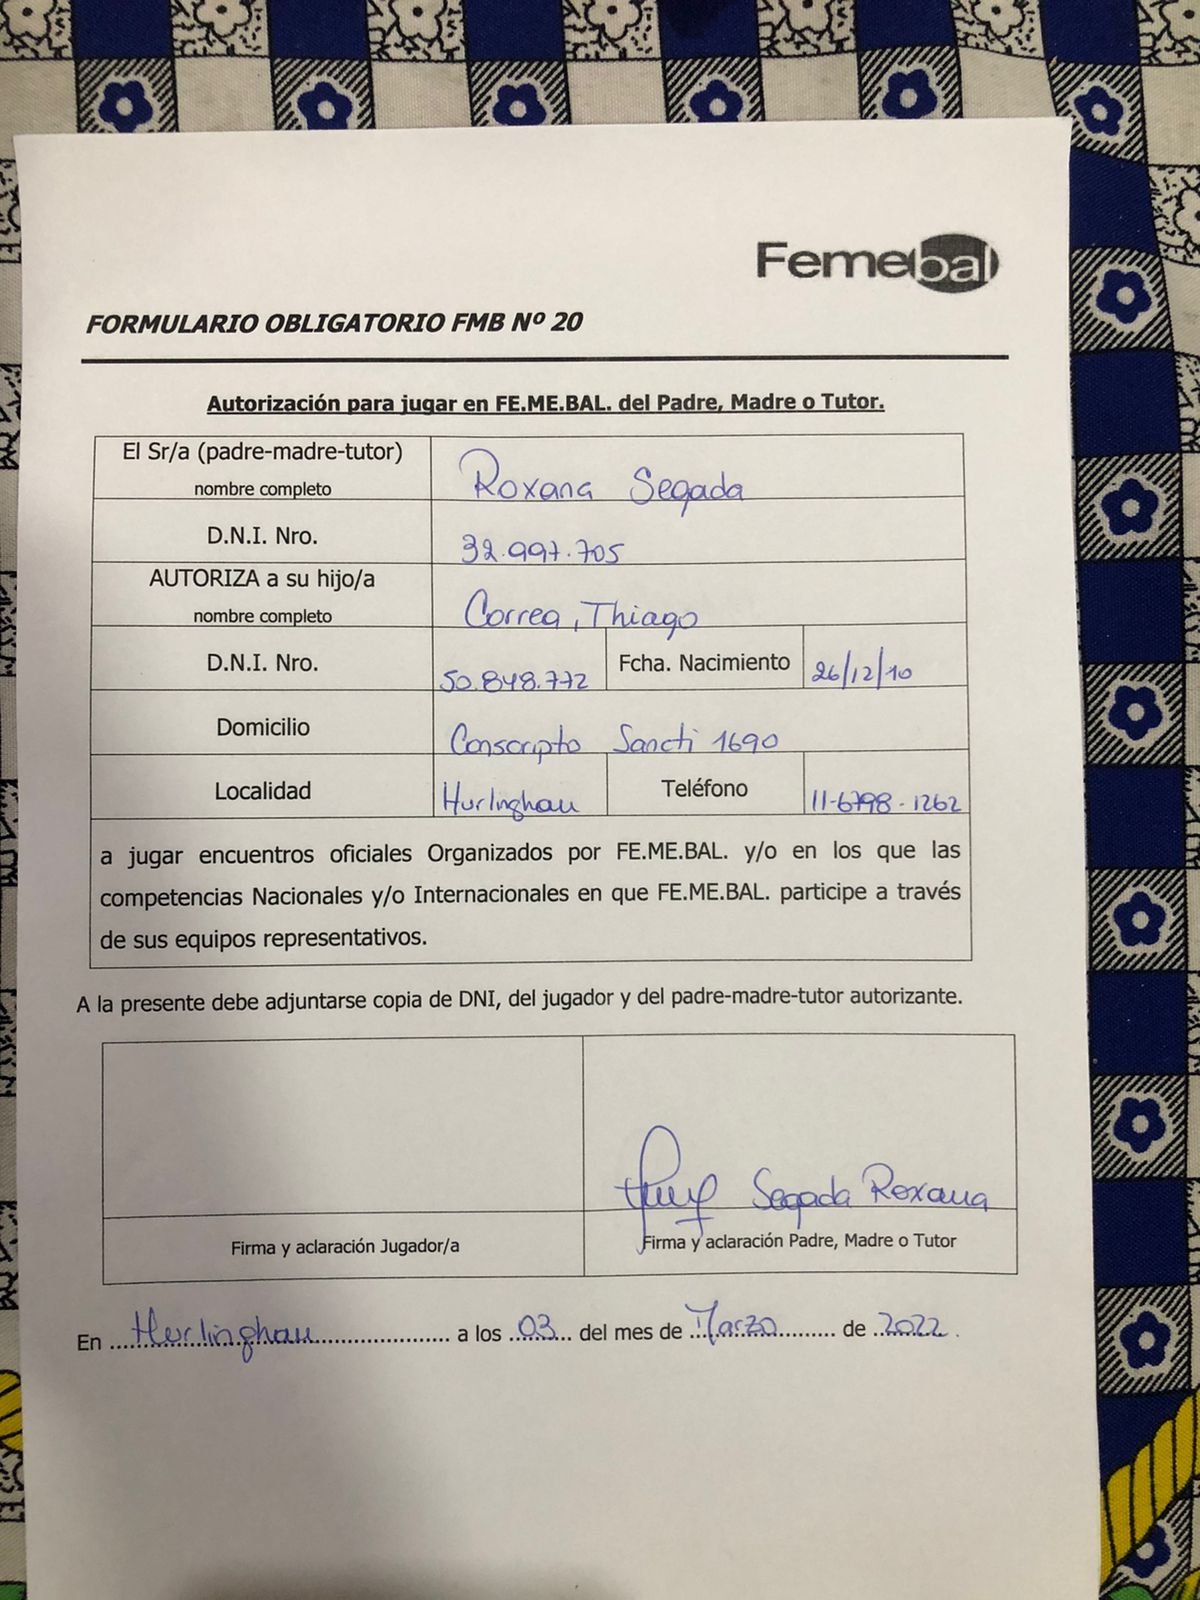 Femebal
FORMULARIO OBLIGATORIO FMB Nº 20
Autorización para jugar en FE.ME.BAL. del Padre, Madre o Tutor.
El Sr/a (padre-madre-tutor)
nombre completo
Roxana Segada
D.N.I. Nro.
32.997.705
AUTORIZA a su hijo/a
nombre completo
Correa, Thiago
D.N.I. Nro.
50.848.772
Fcha. Nacimiento
26/12/10
Domicilio
Conscripto Sancti 1690
Localidad
Hurlingham
Teléfono
11-6798-1262
a jugar encuentros oficiales Organizados por FE.ME.BAL. y/o en los que las
competencias Nacionales y/o Internacionales en que FE.ME.BAL. participe a través
de sus equipos representativos.
A la presente debe adjuntarse copia de DNI, del jugador y del padre-madre-tutor autorizante.
Segada Roxana
Firma y aclaración Jugador/a
Firma y aclaración Padre, Madre o Tutor
En Hurlingham a los 03 del mes de Marzo de 2022.